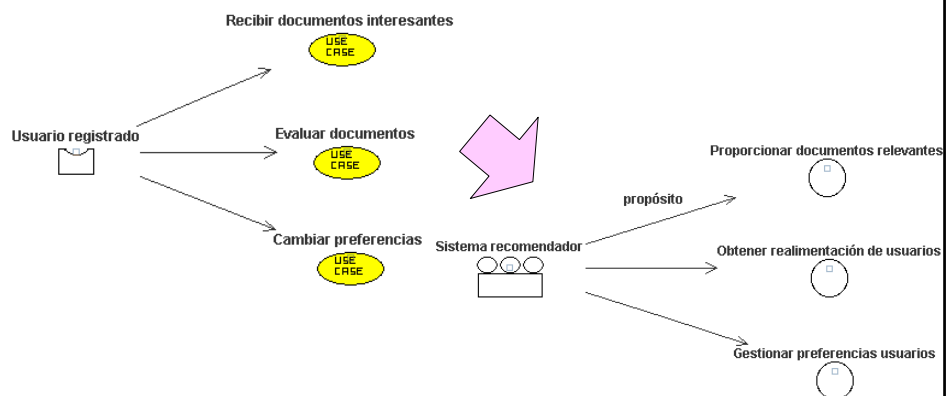 Recibir documentos interesantes
USE
CASE
Usuario registrado
Evaluar documentos
USE
CASE
Cambiar preferencias
USE
CASE
Sistema recomendador
propósito
Proporcionar documentos relevantes
Obtener realimentación de usuarios
Gestionar preferencias usuarios